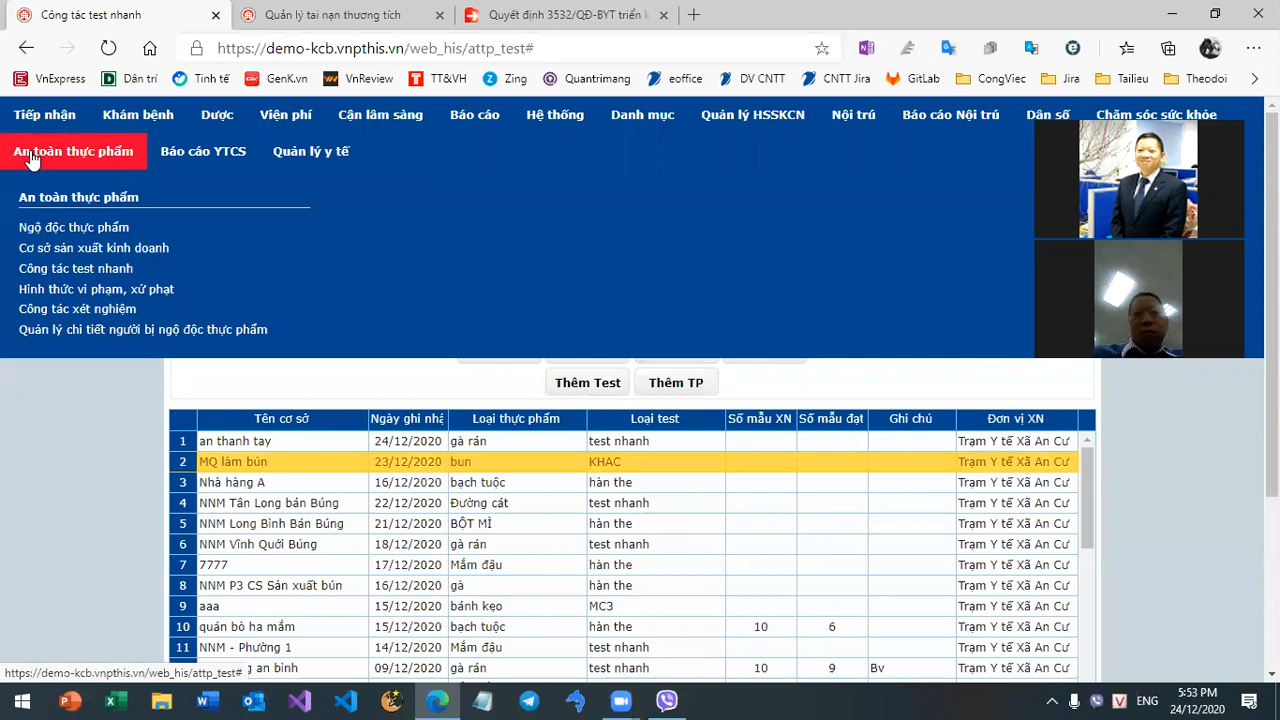 Công tác test nhanh
Quản lý tai nạn thương tích
Quyết định 3532/QĐ-BYT triển k
https://demo-kcb.vnpthis.vn/web_his/attp_test#
VnExpress
Dân trí
Tinh tế
GenK.vn
VnReview
TT&VH
Zing
Quantrimang
eoffice
DV CNTT
CNTT Jira
GitLab
CongViec
Jira
Tailieu
Theodoi
Tiếp nhận Khám bệnh Dược Viện phí Cận lâm sàng Báo cáo Hệ thống Danh mục Quản lý HSSKCN Nội trú Báo cáo Nội trú Dân số Chăm sóc sức khỏe
An toàn thực phẩm Báo cáo YTCS Quản lý y tế
An toàn thực phẩm
Ngộ độc thực phẩm
Cơ sở sản xuất kinh doanh
Công tác test nhanh
Hình thức vi phạm, xử phạt
Công tác xét nghiệm
Quản lý chi tiết người bị ngộ độc thực phẩm
Thêm Test Thêm TP
Tên cơ sở Ngày ghi nhậ Loại thực phẩm Loại test Số mẫu XN Số mẫu đạt Ghi chú Đơn vị XN
1 an thanh tay 24/12/2020 gà rán test nhanh Trạm Y tế Xã An Cư
2 MQ làm bún 23/12/2020 bun KHAC Trạm Y tế Xã An Cư
3 Nhà hàng A 16/12/2020 bạch tuộc hàn the Trạm Y tế Xã An Cư
4 NNM Tân Long bán Búng 22/12/2020 Đường cát test nhanh Trạm Y tế Xã An Cư
5 NNM Long Bình Bán Búng 21/12/2020 BỘT MÌ hàn the Trạm Y tế Xã An Cư
6 NNM Vĩnh Quới Búng 18/12/2020 gà rán test nhanh Trạm Y tế Xã An Cư
7 7777 17/12/2020 Mắm đậu hàn the Trạm Y tế Xã An Cư
8 NNM P3 CS Sản xuất bún 16/12/2020 gà hàn the Trạm Y tế Xã An Cư
9 aaa 15/12/2020 bánh kẹo MC3 Trạm Y tế Xã An Cư
10 quán bò ha mắm 15/12/2020 bạch tuộc hàn the 10 6 Trạm Y tế Xã An Cư
11 NNM - Phường 1 14/12/2020 Mắm đậu test nhanh Trạm Y tế Xã An Cư
an bình 09/12/2020 gà rán test nhanh 10 9 Bv Trạm Y tế Xã An Cư
https://demo-kcb.vnpthis.vn/web_his/attp_test#
ENG
5:53 PM
24/12/2020